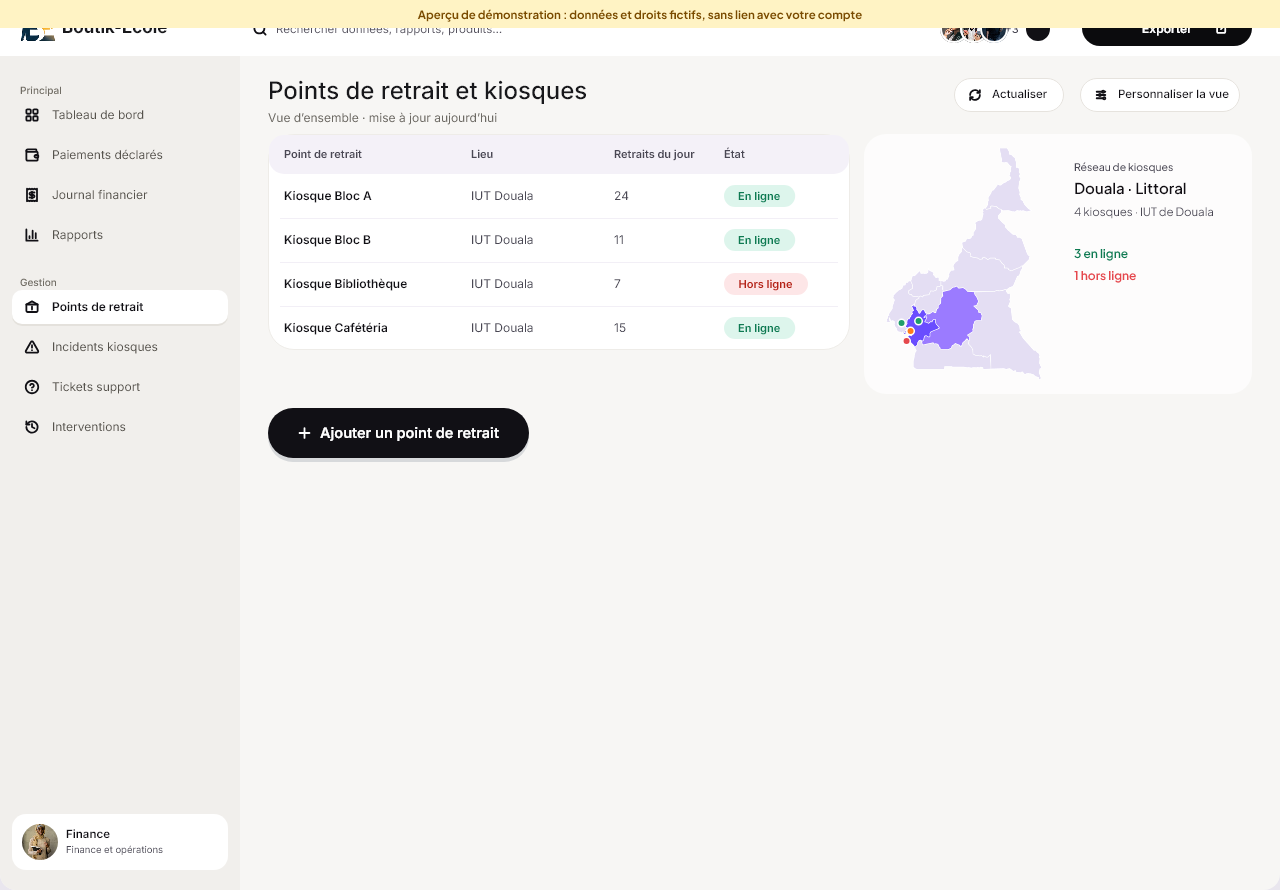 Aperçu de démonstration : données et droits fictifs, sans lien avec votre compte
Boutik-École
Rechercher données, rapports, produits...
+3
Exporter
Principal
Tableau de bord
Paiements déclarés
Journal financier
Rapports
Gestion
Points de retrait
Incidents kiosques
Tickets support
Interventions
Finance
Finance et opérations
Points de retrait et kiosques
Vue d’ensemble · mise à jour aujourd’hui
Actualiser
Personnaliser la vue
Point de retrait Lieu Retraits du jour État
Kiosque Bloc A IUT Douala 24 En ligne
Kiosque Bloc B IUT Douala 11 En ligne
Kiosque Bibliothèque IUT Douala 7 Hors ligne
Kiosque Cafétéria IUT Douala 15 En ligne
Réseau de kiosques
Douala · Littoral
4 kiosques · IUT de Douala
3 en ligne
1 hors ligne
+ Ajouter un point de retrait